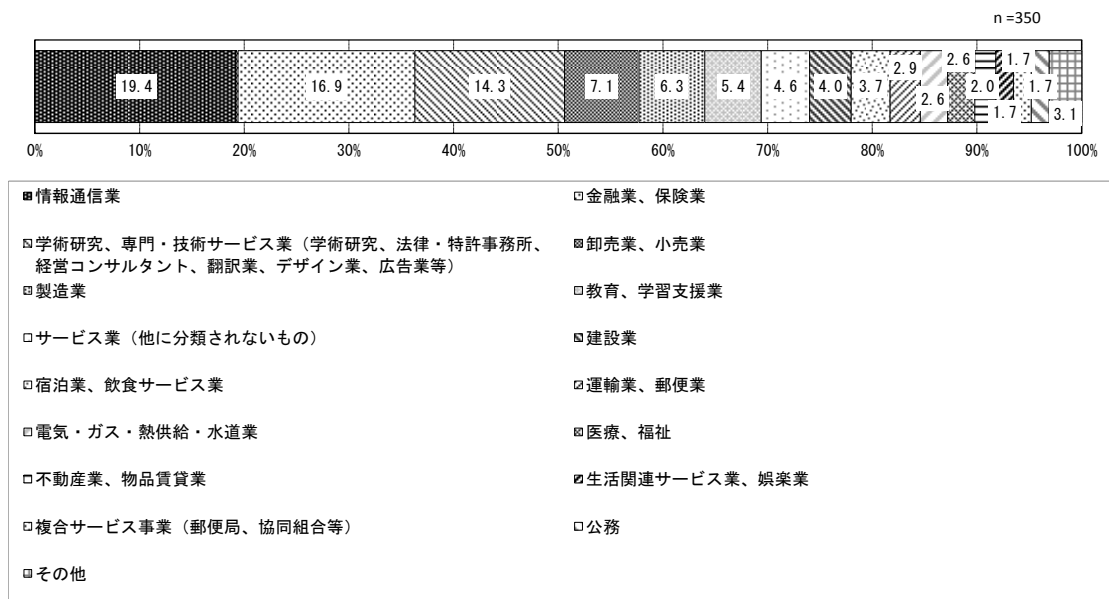 n =350
19.4 16.9 14.3 7.1 6.3 5.4 4.6 4.0 3.7 2.9 2.6 2.6 2.0 1.7 1.7 1.7 3.1
0% 10% 20% 30% 40% 50% 60% 70% 80% 90% 100%
情報通信業
金融業、保険業
学術研究、専門・技術サービス業（学術研究、法律・特許事務所、
経営コンサルタント、翻訳業、デザイン業、広告業等）
卸売業、小売業
製造業
教育、学習支援業
サービス業（他に分類されないもの）
建設業
宿泊業、飲食サービス業
運輸業、郵便業
電気・ガス・熱供給・水道業
医療、福祉
不動産業、物品賃貸業
生活関連サービス業、娯楽業
複合サービス事業（郵便局、協同組合等）
公務
その他